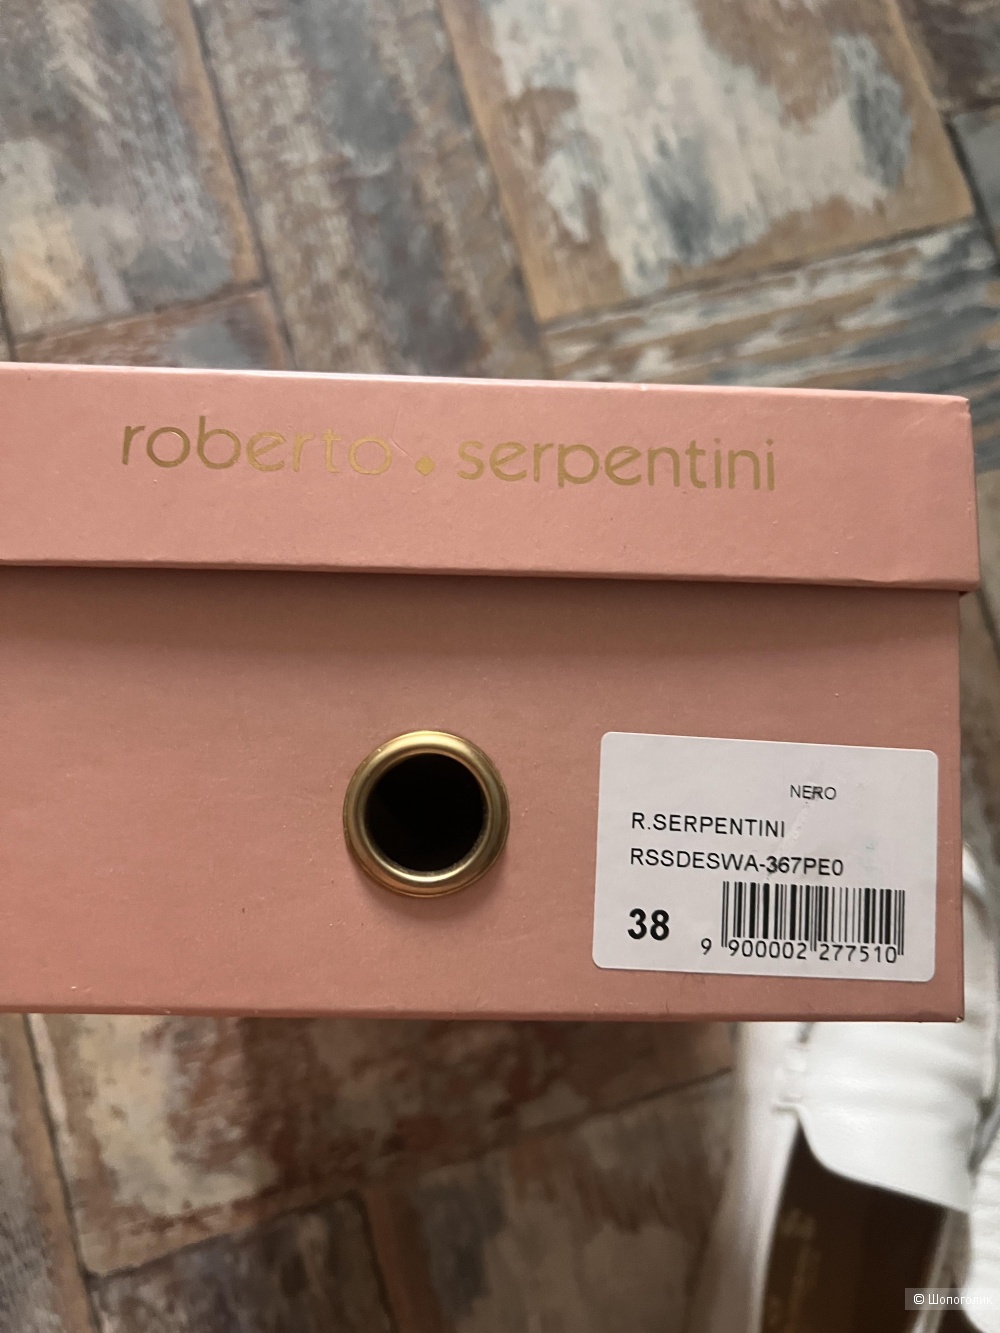 roberto • serpentini
NERO
R.SERPENTINI
RSSDESWA-367PE0
38
9 900002 277510
© Шопоголик